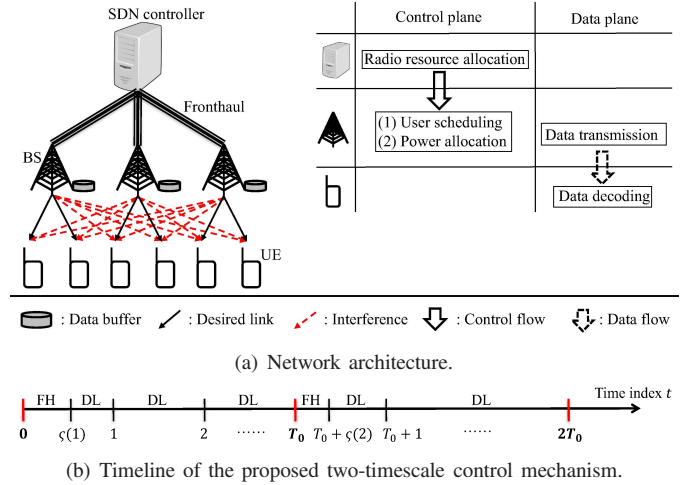 SDN controller
Fronthaul
BS
UE
Control plane
Data plane
Radio resource allocation
(1) User scheduling
(2) Power allocation
Data transmission
Data decoding
: Data buffer
: Desired link
: Interference
: Control flow
: Data flow
(a) Network architecture.
FH DL DL DL FH DL DL Time index t
0 ς(1) 1 2 ⋯⋯ T₀ T₀ + ς(2) T₀ + 1 ⋯⋯ 2T₀
(b) Timeline of the proposed two-timescale control mechanism.